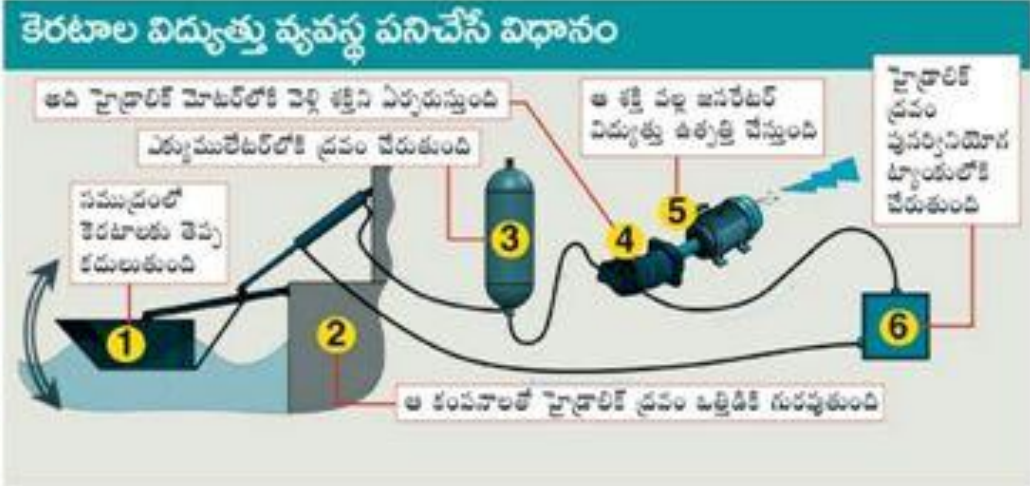 కెరటాల విద్యుత్తు వ్యవస్థ పనిచేసే విధానం
అది హైడ్రాలిక్ మోటర్‌లోకి వెళ్లి శక్తిని ఏర్పరుస్తుంది
ఎక్యుములేటర్‌లోకి ద్రవం చేరుతుంది
సముద్రంలో
కెరటాలకు తెప్ప
కదులుతుంది
ఆ శక్తి వల్ల జనరేటర్
విద్యుత్తు ఉత్పత్తి చేస్తుంది
హైడ్రాలిక్
ద్రవం
పునర్వినియోగ
ట్యాంకులోకి
చేరుతుంది
1
2
3
4
5
6
ఆ కంపనాలతో హైడ్రాలిక్ ద్రవం ఒత్తిడికి గురవుతుంది